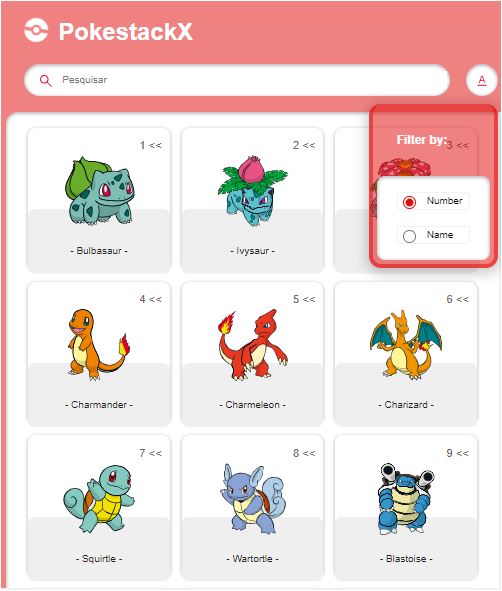 PokestackX
Pesquisar
A
Filter by:
Number
Name
1 <<
- Bulbasaur -
2 <<
- Ivysaur -
3 <<
4 <<
- Charmander -
5 <<
- Charmeleon -
6 <<
- Charizard -
7 <<
- Squirtle -
8 <<
- Wartortle -
9 <<
- Blastoise -